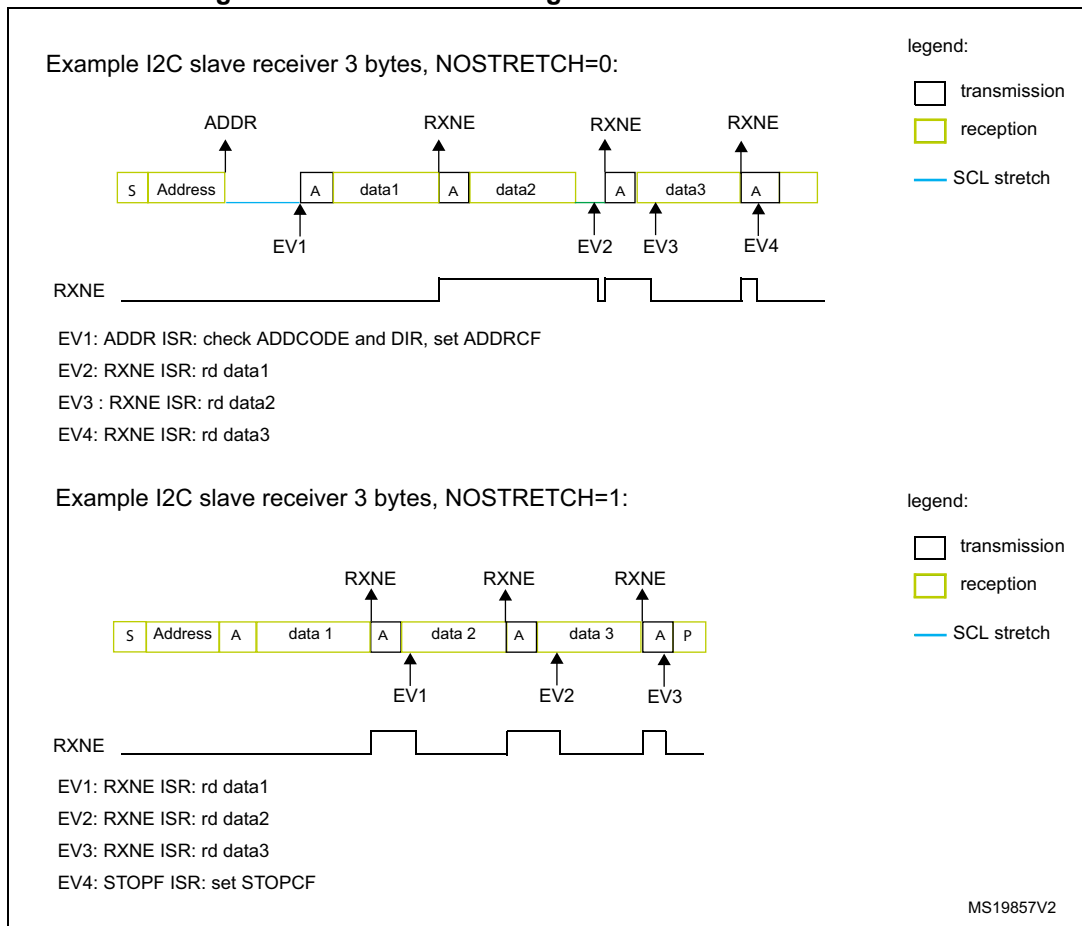 legend:
Example I2C slave receiver 3 bytes, NOSTRETCH=0:
transmission
ADDR RXNE RXNE RXNE
reception
S Address A data1 A data2 A data3 A
SCL stretch
EV1 EV2 EV3 EV4
RXNE
EV1: ADDR ISR: check ADDCODE and DIR, set ADDRCF
EV2: RXNE ISR: rd data1
EV3 : RXNE ISR: rd data2
EV4: RXNE ISR: rd data3
Example I2C slave receiver 3 bytes, NOSTRETCH=1:
legend:
transmission
RXNE RXNE RXNE
reception
S Address A data 1 A data 2 A data 3 A P
SCL stretch
EV1 EV2 EV3
RXNE
EV1: RXNE ISR: rd data1
EV2: RXNE ISR: rd data2
EV3: RXNE ISR: rd data3
EV4: STOPF ISR: set STOPCF
MS19857V2